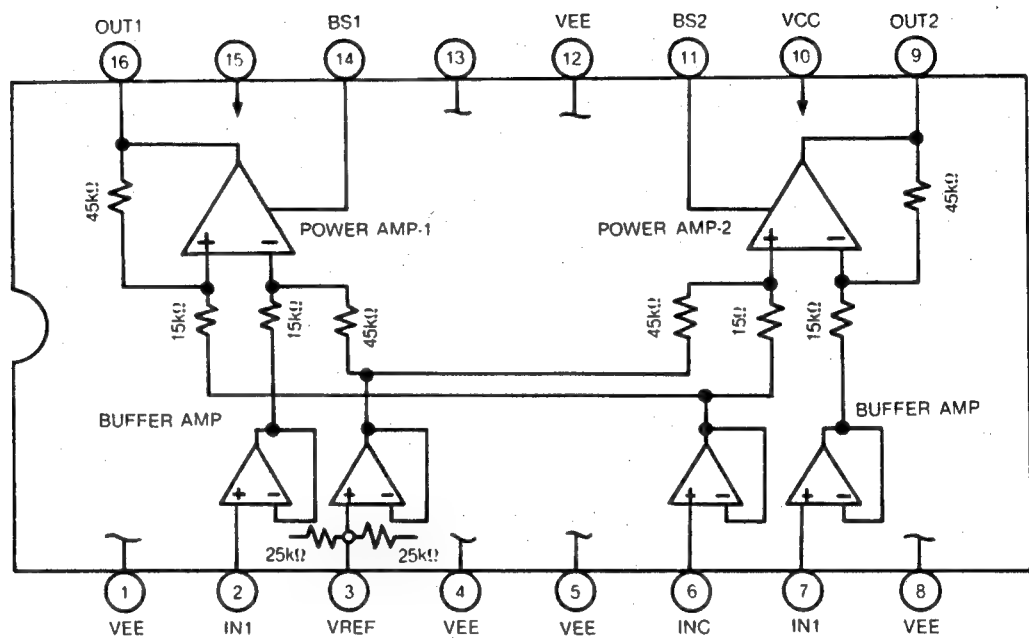 OUT1 BS1 VEE BS2 VCC OUT2
16 15 14 13 12 11 10 9
45kΩ POWER AMP-1 POWER AMP-2 45kΩ
+ − + −
15kΩ 15kΩ 45kΩ 45kΩ 15Ω 15kΩ
BUFFER AMP BUFFER AMP
+ − + − + − + −
25kΩ 25kΩ
1 2 3 4 5 6 7 8
VEE IN1 VREF VEE VEE INC IN1 VEE